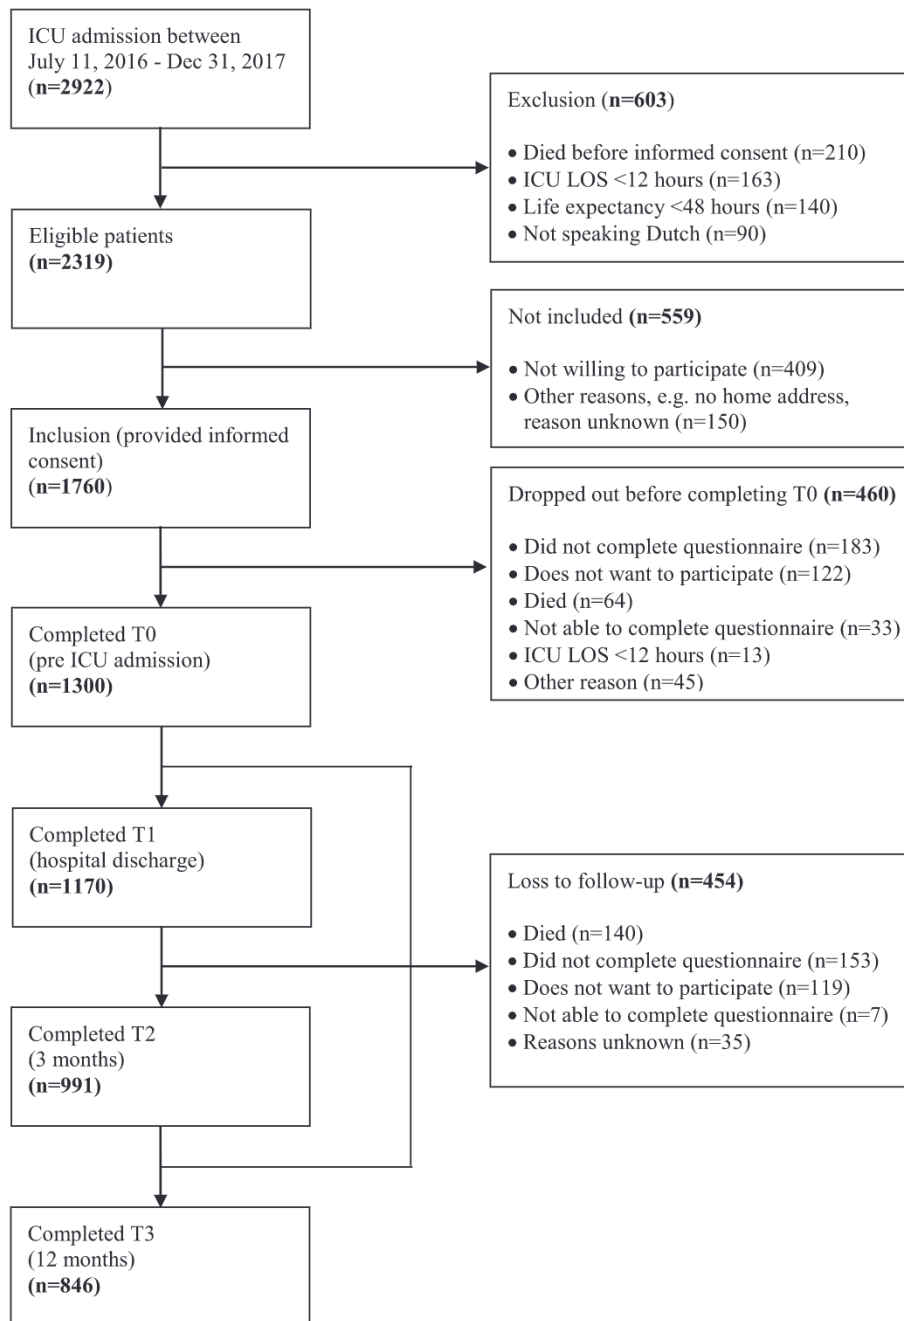 ICU admission between
July 11, 2016 - Dec 31, 2017
(n=2922)
Exclusion (n=603)
• Died before informed consent (n=210)
• ICU LOS <12 hours (n=163)
• Life expectancy <48 hours (n=140)
• Not speaking Dutch (n=90)
Eligible patients
(n=2319)
Not included (n=559)
• Not willing to participate (n=409)
• Other reasons, e.g. no home address,
reason unknown (n=150)
Inclusion (provided informed
consent)
(n=1760)
Dropped out before completing T0 (n=460)
• Did not complete questionnaire (n=183)
• Does not want to participate (n=122)
• Died (n=64)
• Not able to complete questionnaire (n=33)
• ICU LOS <12 hours (n=13)
• Other reason (n=45)
Completed T0
(pre ICU admission)
(n=1300)
Completed T1
(hospital discharge)
(n=1170)
Loss to follow-up (n=454)
• Died (n=140)
• Did not complete questionnaire (n=153)
• Does not want to participate (n=119)
• Not able to complete questionnaire (n=7)
• Reasons unknown (n=35)
Completed T2
(3 months)
(n=991)
Completed T3
(12 months)
(n=846)